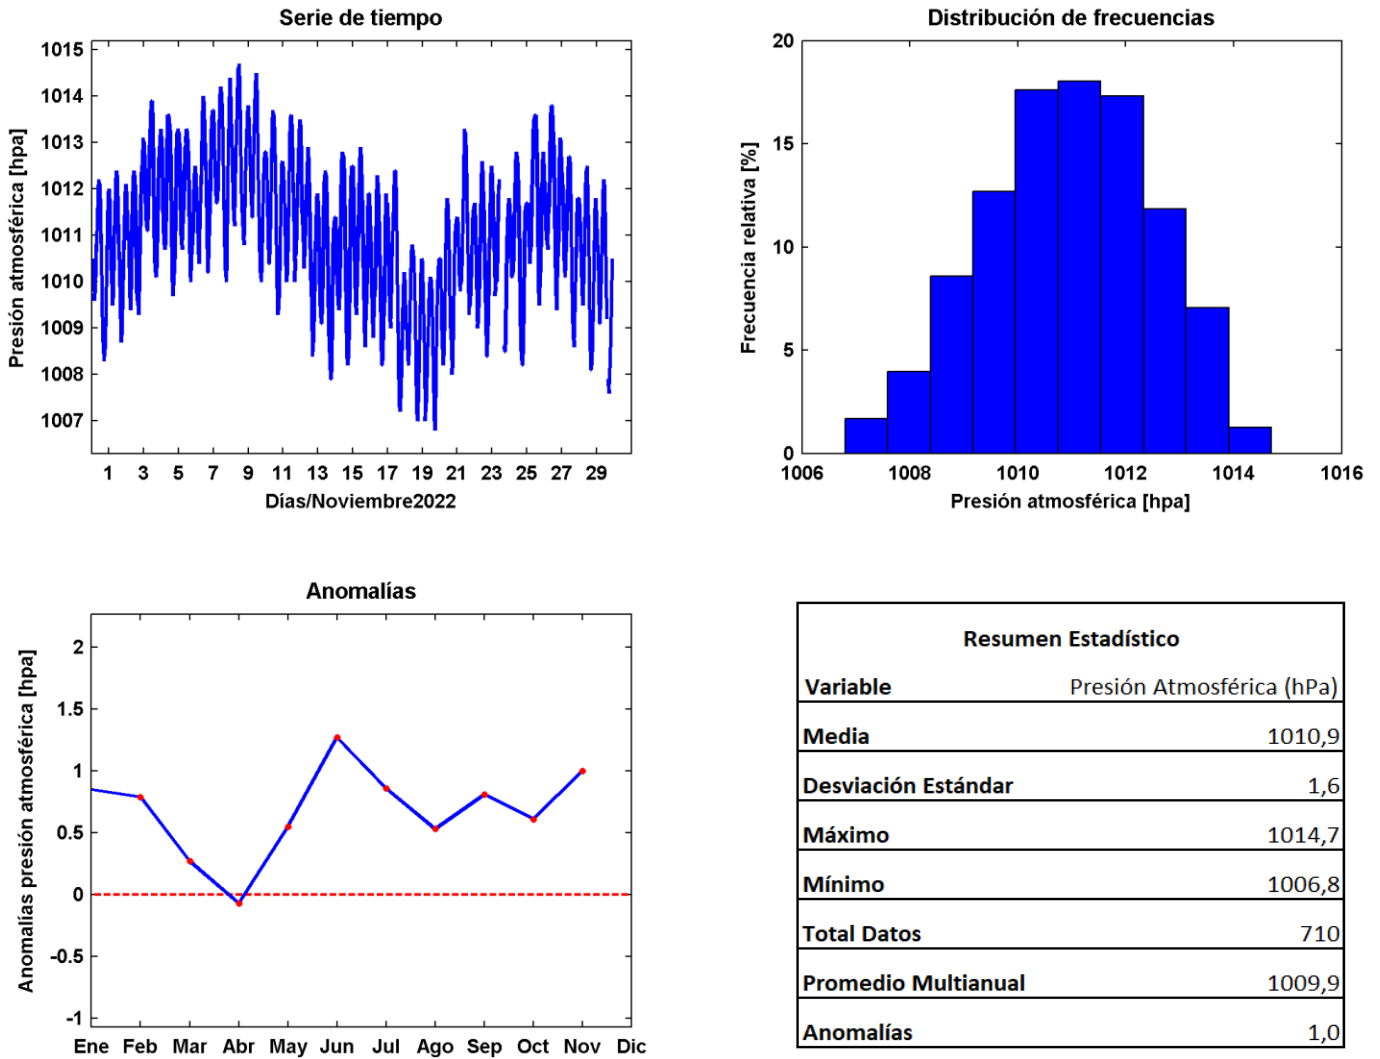 Serie de tiempo
Presión atmosférica [hpa]
1015
1014
1013
1012
1011
1010
1009
1008
1007
1 3 5 7 9 11 13 15 17 19 21 23 25 27 29
Días/Noviembre2022
Distribución de frecuencias
Frecuencia relativa [%]
20
15
10
5
0
1006 1008 1010 1012 1014 1016
Presión atmosférica [hpa]
Anomalías
Anomalías presión atmosférica [hpa]
2
1.5
1
0.5
0
-0.5
-1
Ene Feb Mar Abr May Jun Jul Ago Sep Oct Nov Dic
Resumen Estadístico
Variable Presión Atmosférica (hPa)
Media 1010,9
Desviación Estándar 1,6
Máximo 1014,7
Mínimo 1006,8
Total Datos 710
Promedio Multianual 1009,9
Anomalías 1,0